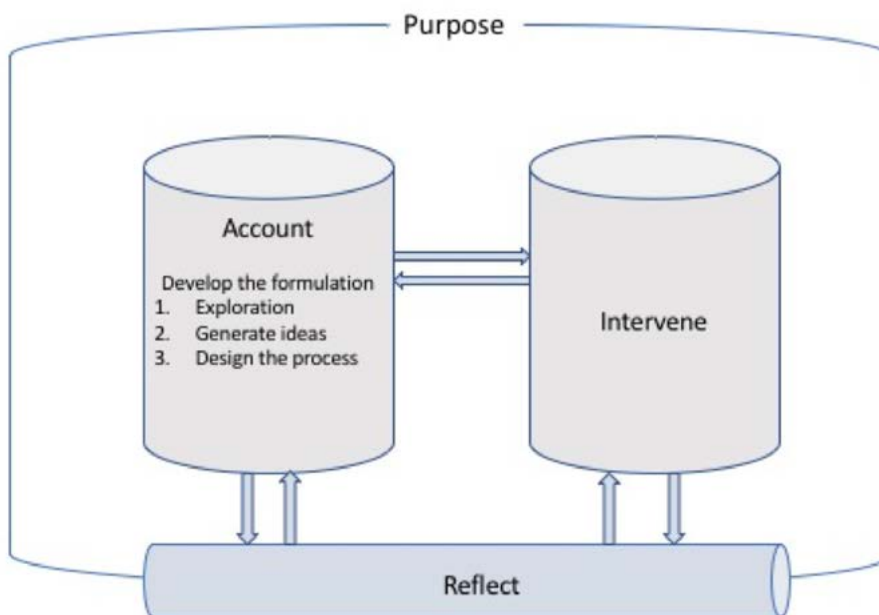 Purpose
Account
Develop the formulation
1. Exploration
2. Generate ideas
3. Design the process
Intervene
Reflect